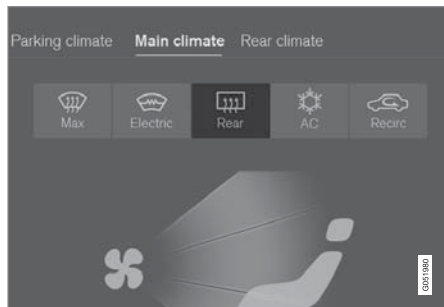 Parking climate Main climate Rear climate
Max Electric Rear AC Recirc
G051980